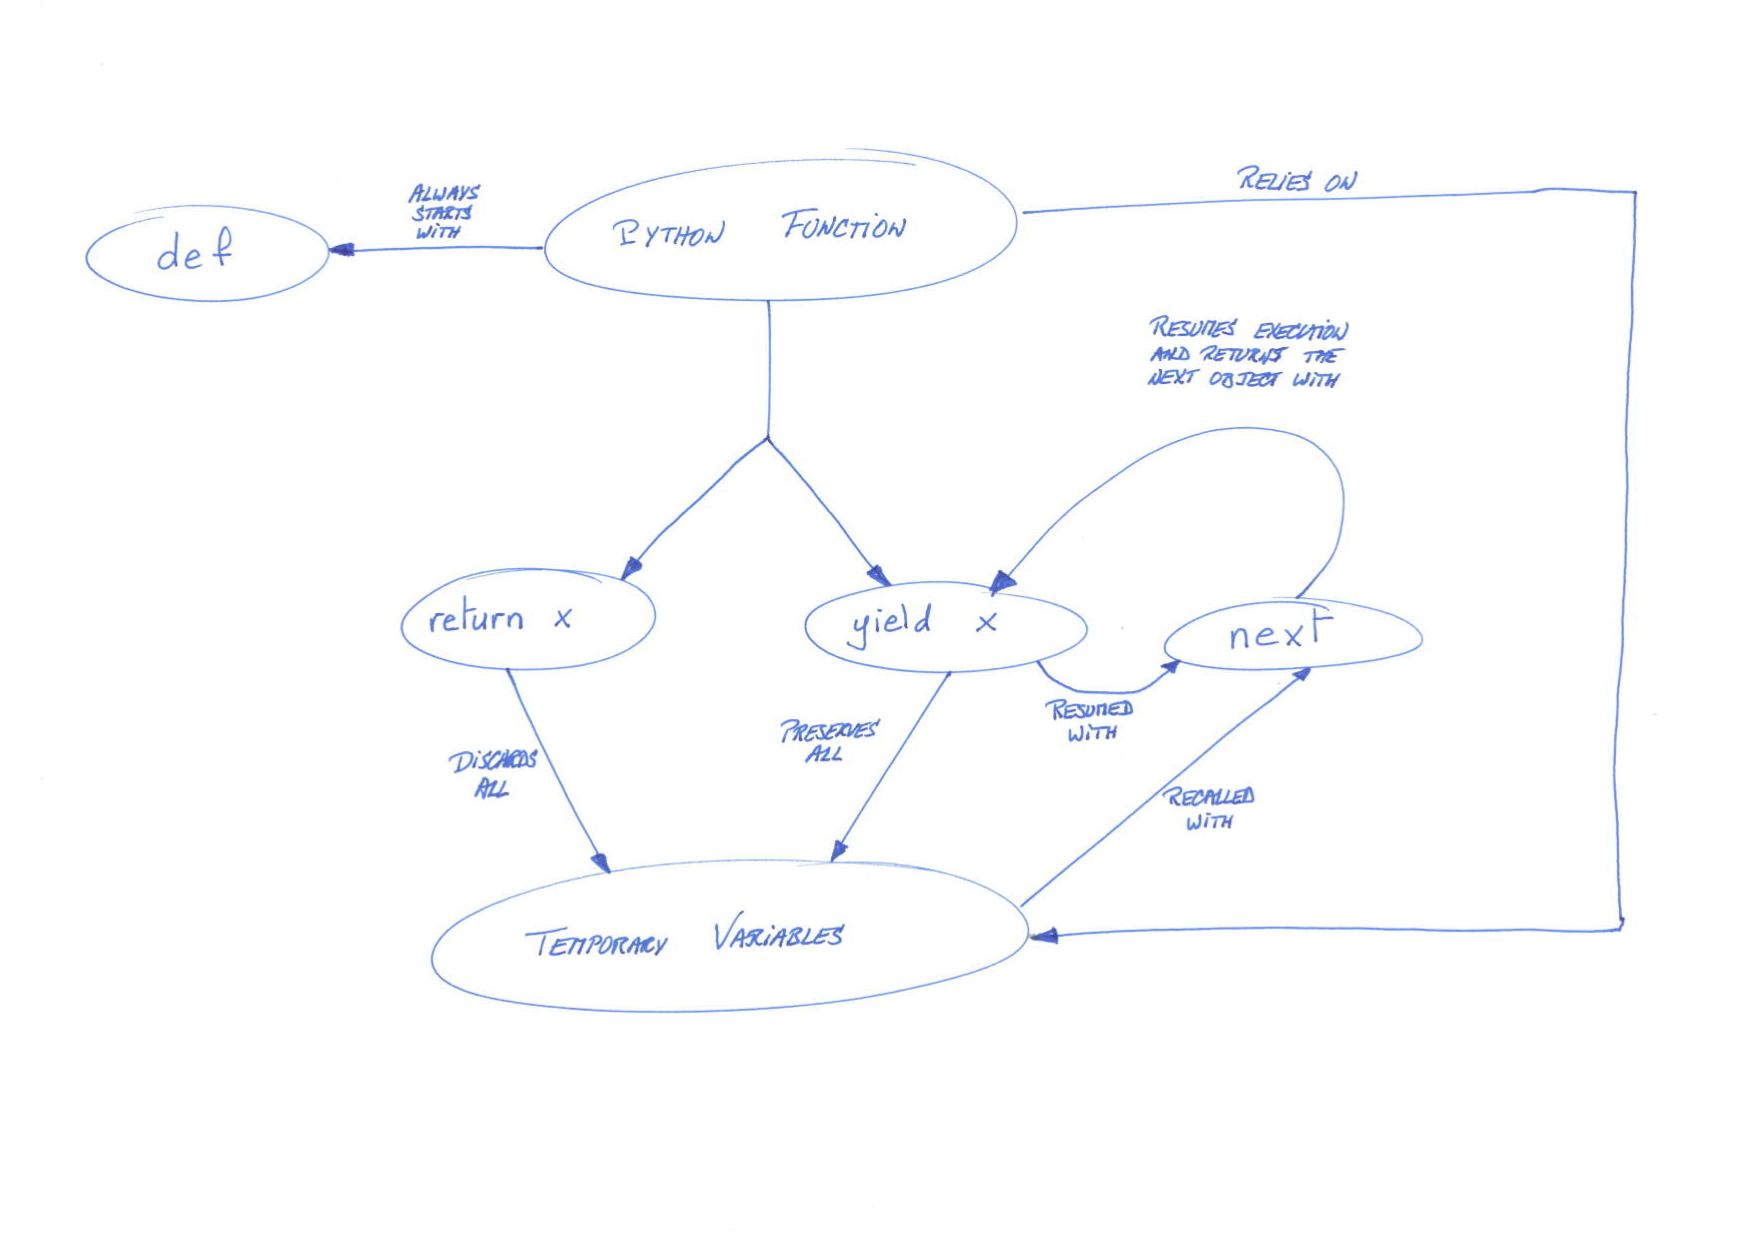 RELIES ON
ALWAYS
STARTS
WITH
PYTHON FUNCTION
def
RESUMES EXECUTION
AND RETURNS THE
NEXT OBJECT WITH
return x
yield x
next
RESUMED
WITH
PRESERVES
ALL
DISCARDS
ALL
RECALLED
WITH
TEMPORARY VARIABLES